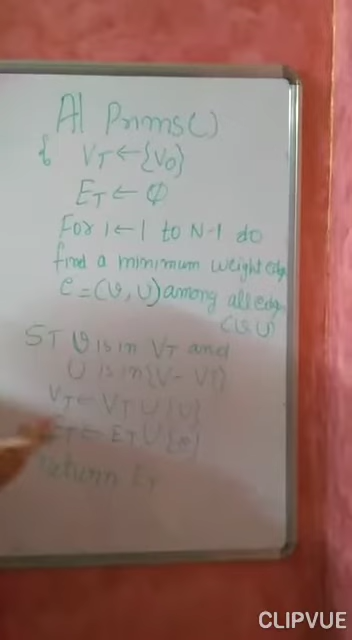 Al Prims()
{ VT ← {V0}
ET ← Φ
For i ← 1 to N-1 do
find a minimum weight edge
e = (v, u) among all edge
(v, u)
ST v is in VT and
u is in {V - VT}
VT ← VT ∪ {u}
ET ← ET ∪ {e}
return ET
CLIPVUE